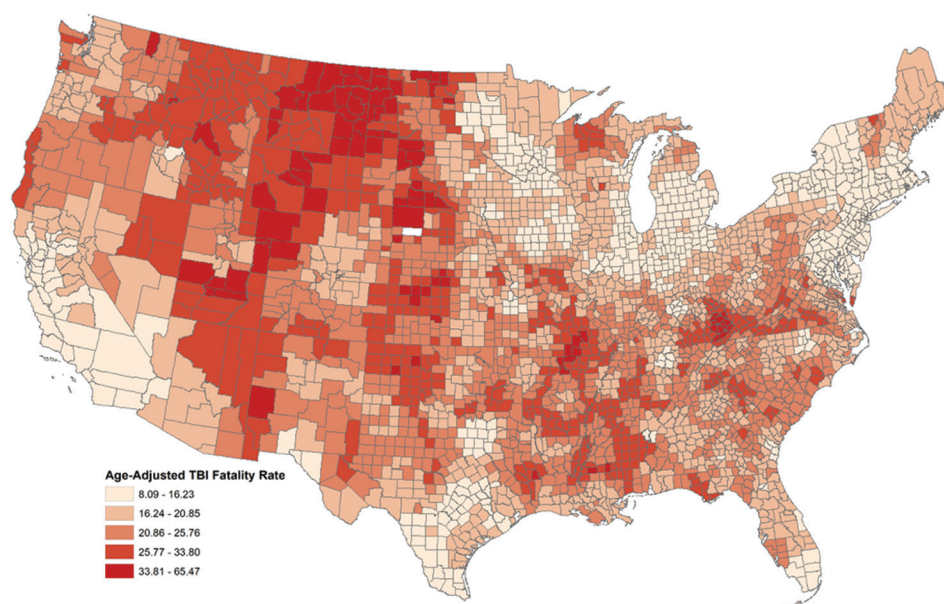 Age-Adjusted TBI Fatality Rate
8.09 - 16.23
16.24 - 20.85
20.86 - 25.76
25.77 - 33.80
33.81 - 65.47